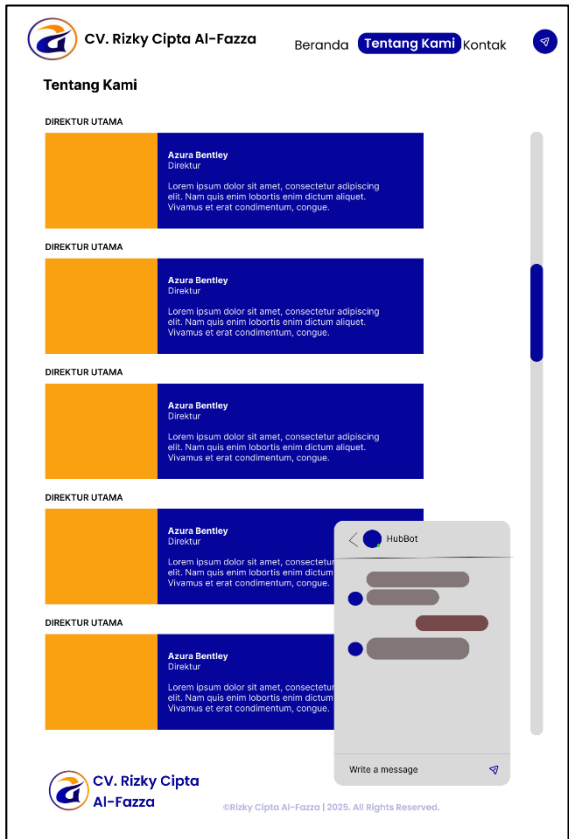 CV. Rizky Cipta Al-Fazza
Beranda
Tentang Kami
Kontak
Tentang Kami
DIREKTUR UTAMA
Azura Bentley
Direktur
Lorem ipsum dolor sit amet, consectetur adipiscing
elit. Nam quis enim lobortis enim dictum aliquet.
Vivamus et erat condimentum, congue.
DIREKTUR UTAMA
Azura Bentley
Direktur
Lorem ipsum dolor sit amet, consectetur adipiscing
elit. Nam quis enim lobortis enim dictum aliquet.
Vivamus et erat condimentum, congue.
DIREKTUR UTAMA
Azura Bentley
Direktur
Lorem ipsum dolor sit amet, consectetur adipiscing
elit. Nam quis enim lobortis enim dictum aliquet.
Vivamus et erat condimentum, congue.
DIREKTUR UTAMA
Azura Bentley
Direktur
Lorem ipsum dolor sit amet, consectetur
elit. Nam quis enim lobortis enim dictum
Vivamus et erat condimentum, congue.
DIREKTUR UTAMA
Azura Bentley
Direktur
Lorem ipsum dolor sit amet, consectetur
elit. Nam quis enim lobortis enim dictum
Vivamus et erat condimentum, congue.
HubBot
Write a message
CV. Rizky Cipta
Al-Fazza
©Rizky Cipta Al-Fazza | 2025. All Rights Reserved.